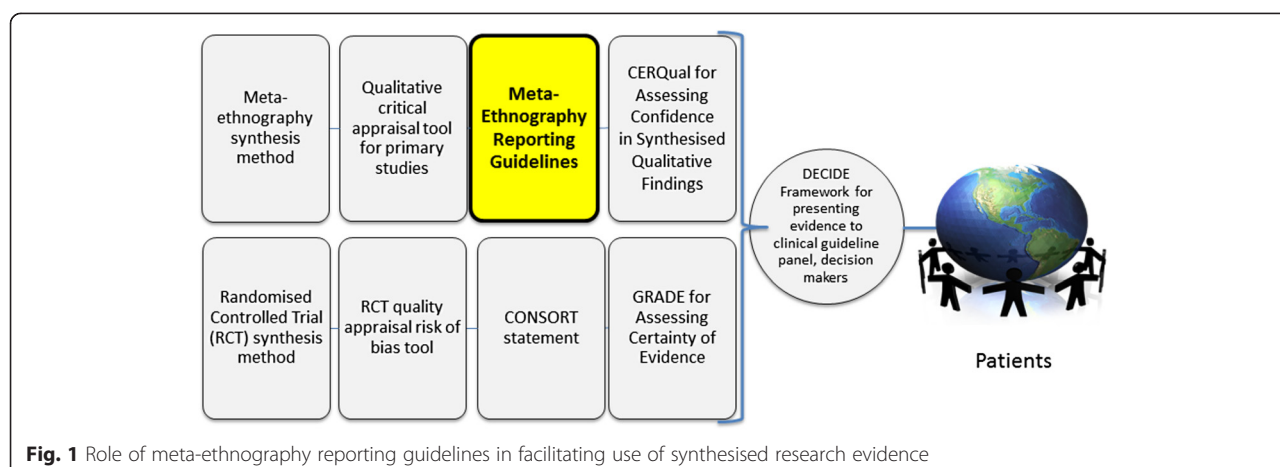 Meta-
ethnography
synthesis
method
Qualitative
critical
appraisal tool
for primary
studies
Meta-
Ethnography
Reporting
Guidelines
CERQual for
Assessing
Confidence
in Synthesised
Qualitative
Findings
Randomised
Controlled Trial
(RCT) synthesis
method
RCT quality
appraisal risk of
bias tool
CONSORT
statement
GRADE for
Assessing
Certainty of
Evidence
DECIDE
Framework for
presenting
evidence to
clinical guideline
panel, decision
makers
Patients
Fig. 1 Role of meta-ethnography reporting guidelines in facilitating use of synthesised research evidence